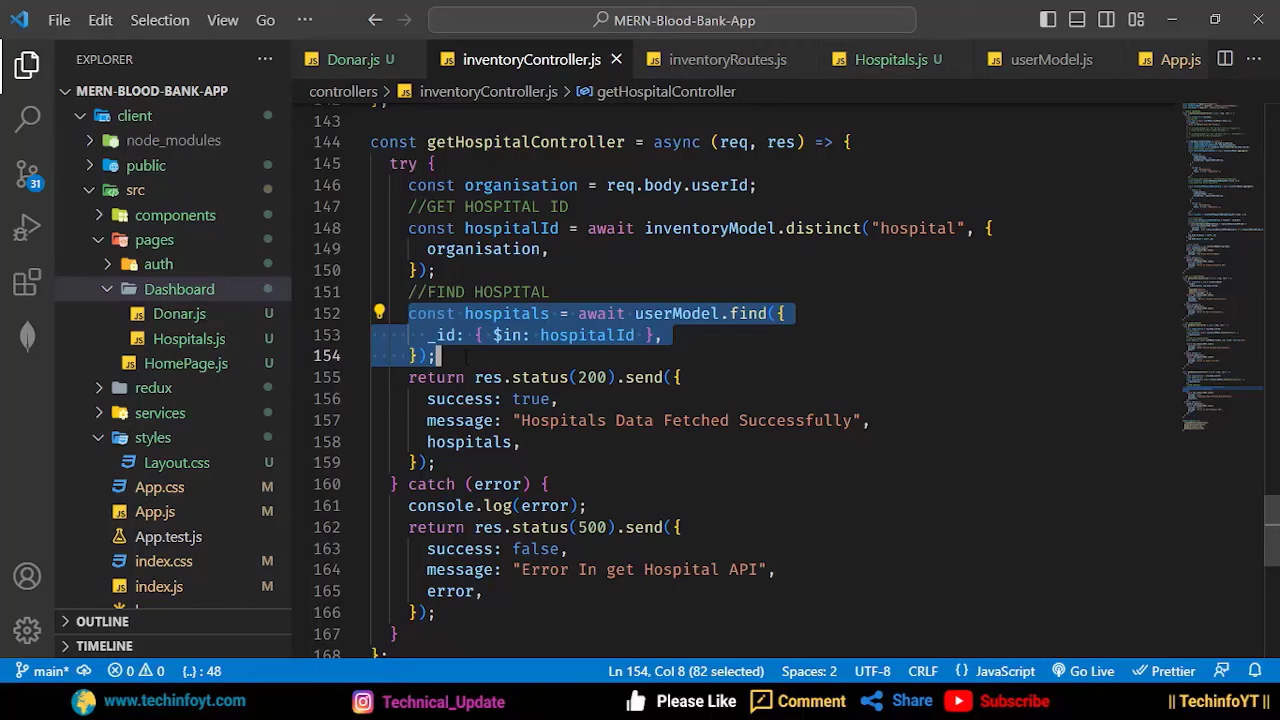 File Edit Selection View Go ··· MERN-Blood-Bank-App
EXPLORER ···
Donar.js U
inventoryController.js
inventoryRoutes.js
Hospitals.js U
userModel.js
App.js
MERN-BLOOD-BANK-APP
controllers > inventoryController.js > getHospitalController
client
node_modules
public
src
components
pages
auth
Dashboard
Donar.js U
Hospitals.js U
HomePage.js U
redux
services
styles
Layout.css U
App.css M
App.js M
App.test.js
index.css M
index.js M
OUTLINE
TIMELINE
31
142 };
143
144 const getHospitalController = async (req, res) => {
145 try {
146 const organisation = req.body.userId;
147 //GET HOSPITAL ID
148 const hospitalId = await inventoryModel.distinct("hospital", {
149 organisation,
150 });
151 //FIND HOSPITAL
152 const hospitals = await userModel.find({
153 _id: { $in: hospitalId },
154 });
155 return res.status(200).send({
156 success: true,
157 message: "Hospitals Data Fetched Successfully",
158 hospitals,
159 });
160 } catch (error) {
161 console.log(error);
162 return res.status(500).send({
163 success: false,
164 message: "Error In get Hospital API",
165 error,
166 });
167 }
168 };
main* 0 0 {..} : 48 Ln 154, Col 8 (82 selected) Spaces: 2 UTF-8 CRLF {} JavaScript Go Live Prettier
www.techinfoyt.com Technical_Update Please Like Comment Share Subscribe || TechinfoYT ||